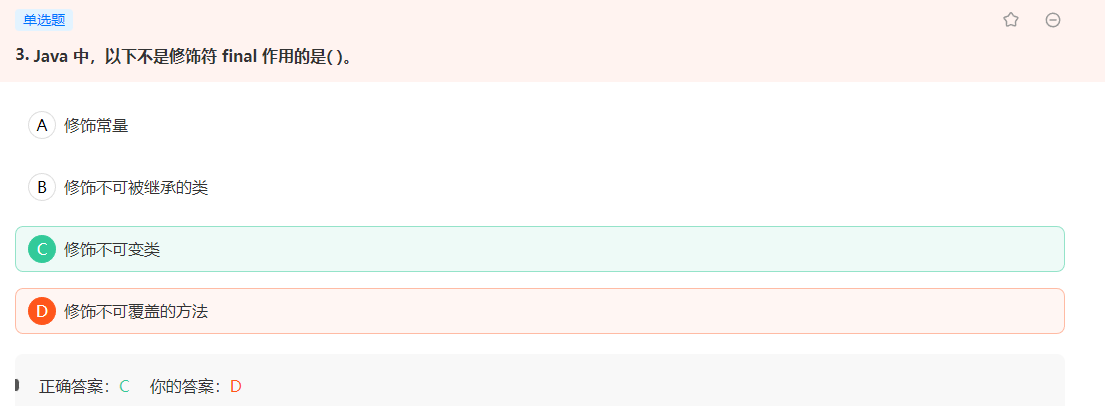 单选题
3. Java 中，以下不是修饰符 final 作用的是( )。
A 修饰常量
B 修饰不可被继承的类
C 修饰不可变类
D 修饰不可覆盖的方法
正确答案：C 你的答案：D